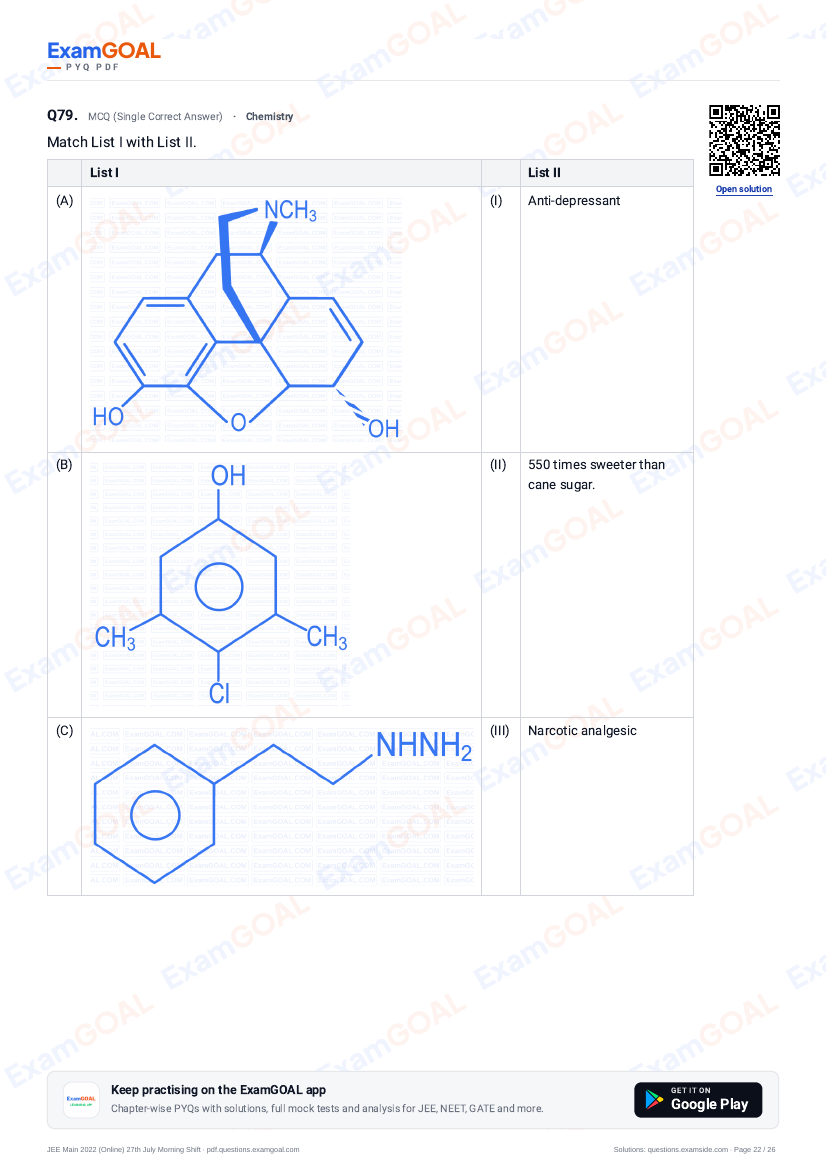 ExamGOAL
PYQ PDF
Q79. MCQ (Single Correct Answer) · Chemistry
Match List I with List II.
Open solution
List I List II
(A) (I) Anti-depressant
NCH3
HO
O
OH
(B) (II) 550 times sweeter than
cane sugar.
OH
CH3 CH3
Cl
(C) (III) Narcotic analgesic
NHNH2
Keep practising on the ExamGOAL app
Chapter-wise PYQs with solutions, full mock tests and analysis for JEE, NEET, GATE and more.
GET IT ON
Google Play
JEE Main 2022 (Online) 27th July Morning Shift · pdf.questions.examgoal.com
Solutions: questions.examside.com · Page 22 / 26